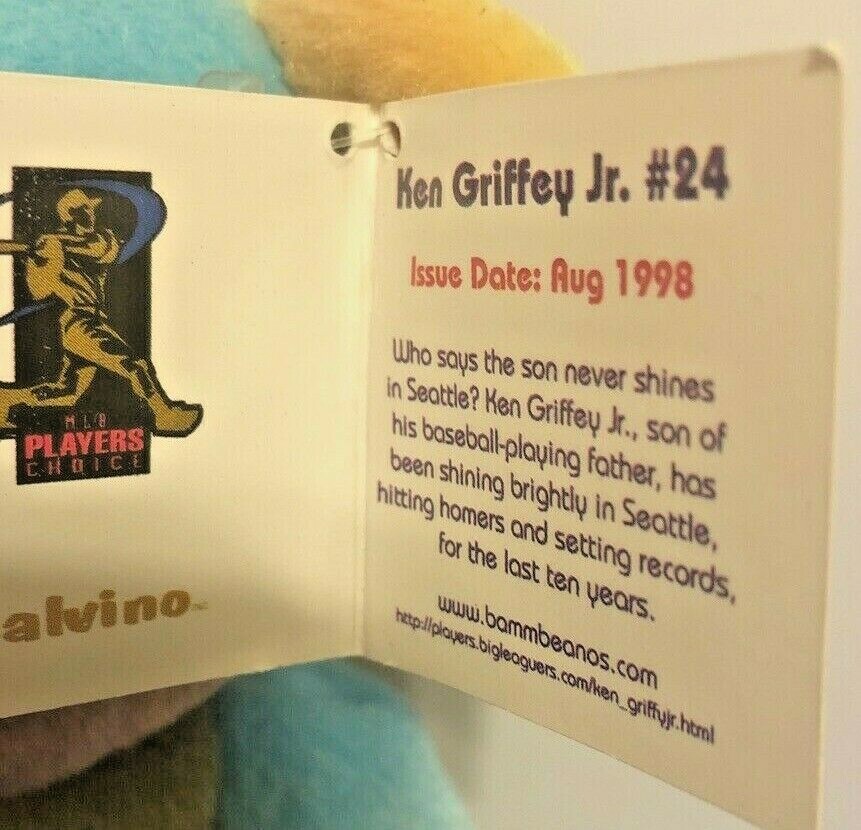 MLB
PLAYERS
CHOICE
alvino™
Ken Griffey Jr. #24
Issue Date: Aug 1998
Who says the son never shines
in Seattle? Ken Griffey Jr., son of
his baseball-playing father, has
been shining brightly in Seattle,
hitting homers and setting records,
for the last ten years.
www.bammbeanos.com
http://players.bigleaguers.com/ken_griffyjr.html